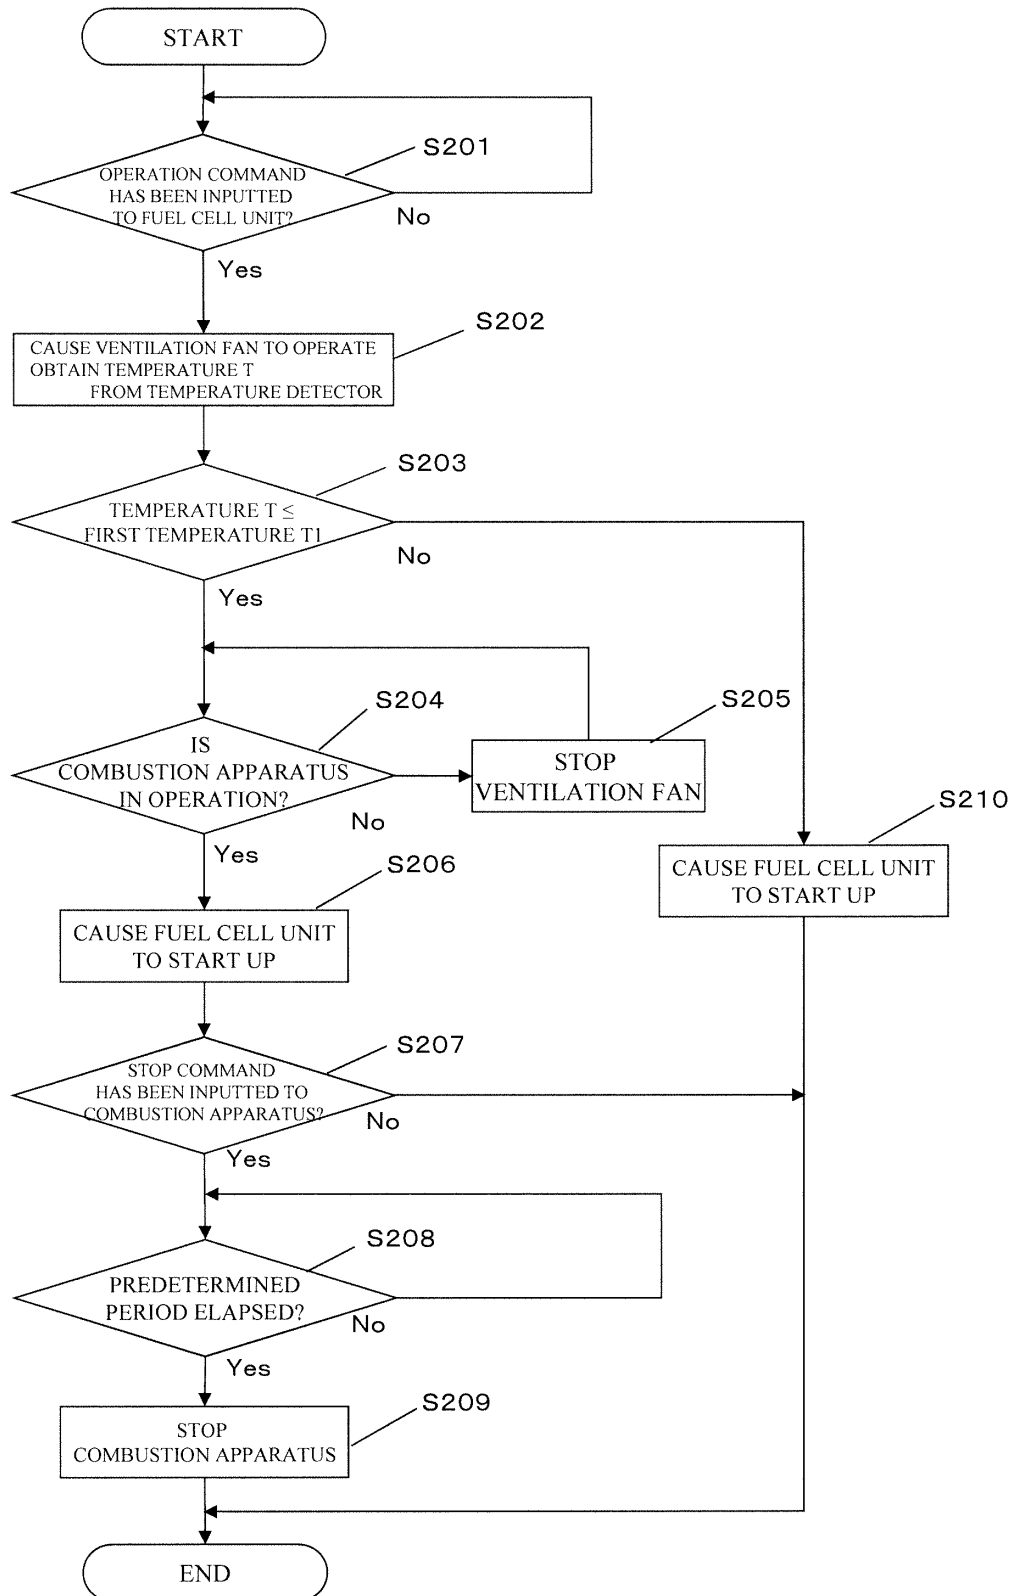 START
S201
OPERATION COMMAND
HAS BEEN INPUTTED
TO FUEL CELL UNIT?
No
Yes
S202
CAUSE VENTILATION FAN TO OPERATE
OBTAIN TEMPERATURE T
FROM TEMPERATURE DETECTOR
S203
TEMPERATURE T ≤
FIRST TEMPERATURE T1
No
Yes
S204
IS
COMBUSTION APPARATUS
IN OPERATION?
No
Yes
S205
STOP
VENTILATION FAN
S210
CAUSE FUEL CELL UNIT
TO START UP
S206
CAUSE FUEL CELL UNIT
TO START UP
S207
STOP COMMAND
HAS BEEN INPUTTED TO
COMBUSTION APPARATUS?
No
Yes
S208
PREDETERMINED
PERIOD ELAPSED?
No
Yes
S209
STOP
COMBUSTION APPARATUS
END